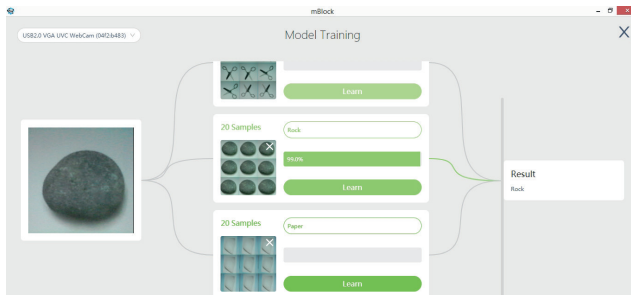 mBlock
USB2.0 VGA UVC WebCam (04f2:b483)
Model Training
X
Learn
20 Samples
Rock
99.0%
Learn
Result
Rock
20 Samples
Paper
Learn